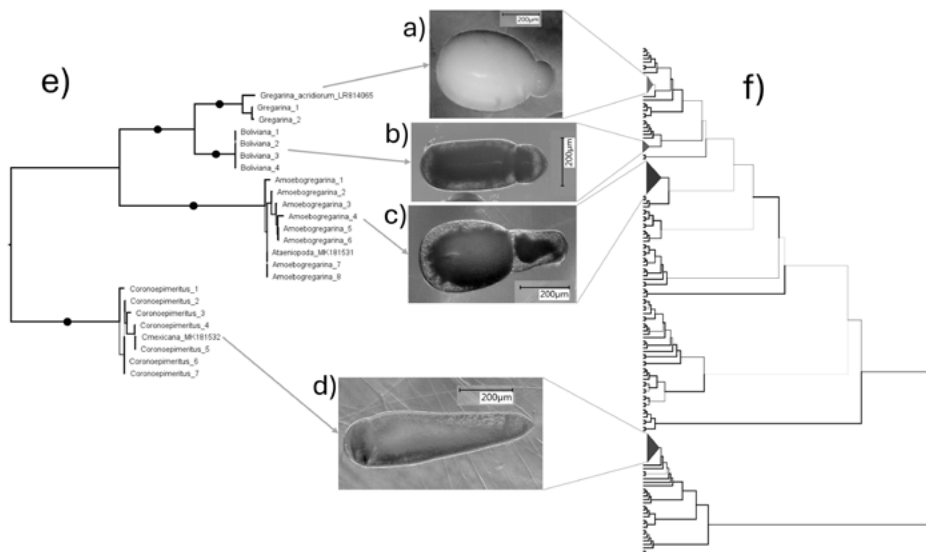 a)
200µm
e)
f)
Gregarina_acridiorum_LR814065
Gregarina_1
Gregarina_2
b)
200µm
Boliviana_1
Boliviana_2
Boliviana_3
Boliviana_4
Amoebogregarina_1
Amoebogregarina_2
Amoebogregarina_3
Amoebogregarina_4
Amoebogregarina_5
Amoebogregarina_6
Ataeniopoda_MK181531
Amoebogregarina_7
Amoebogregarina_8
c)
200µm
Coronoepimeritus_1
Coronoepimeritus_2
Coronoepimeritus_3
Coronoepimeritus_4
Cmexicana_MK181532
Coronoepimeritus_5
Coronoepimeritus_6
Coronoepimeritus_7
d)
200µm